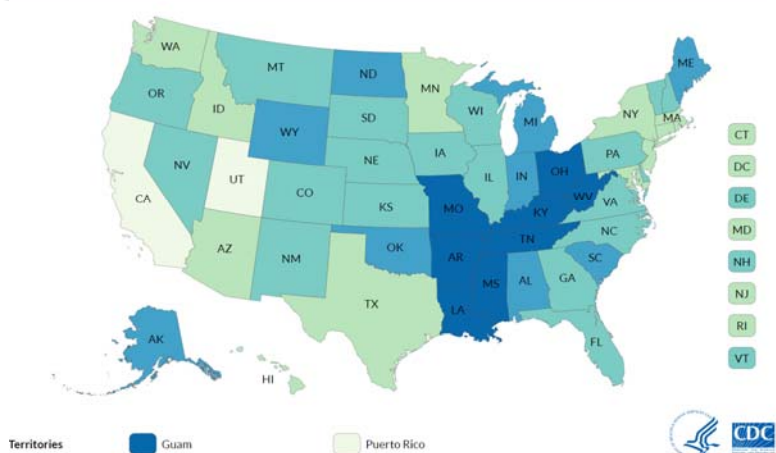 WA
MT
ND
MN
ME
OR
ID
SD
WI
MI
NY
MA
WY
IA
PA
CT
NV
NE
IL
IN
OH
DC
UT
CO
WV
VA
DE
CA
KS
MO
KY
MD
AZ
NM
OK
AR
TN
NC
NH
SC
NJ
TX
MS
AL
GA
RI
LA
FL
VT
AK
HI
Territories
Guam
Puerto Rico
CDC